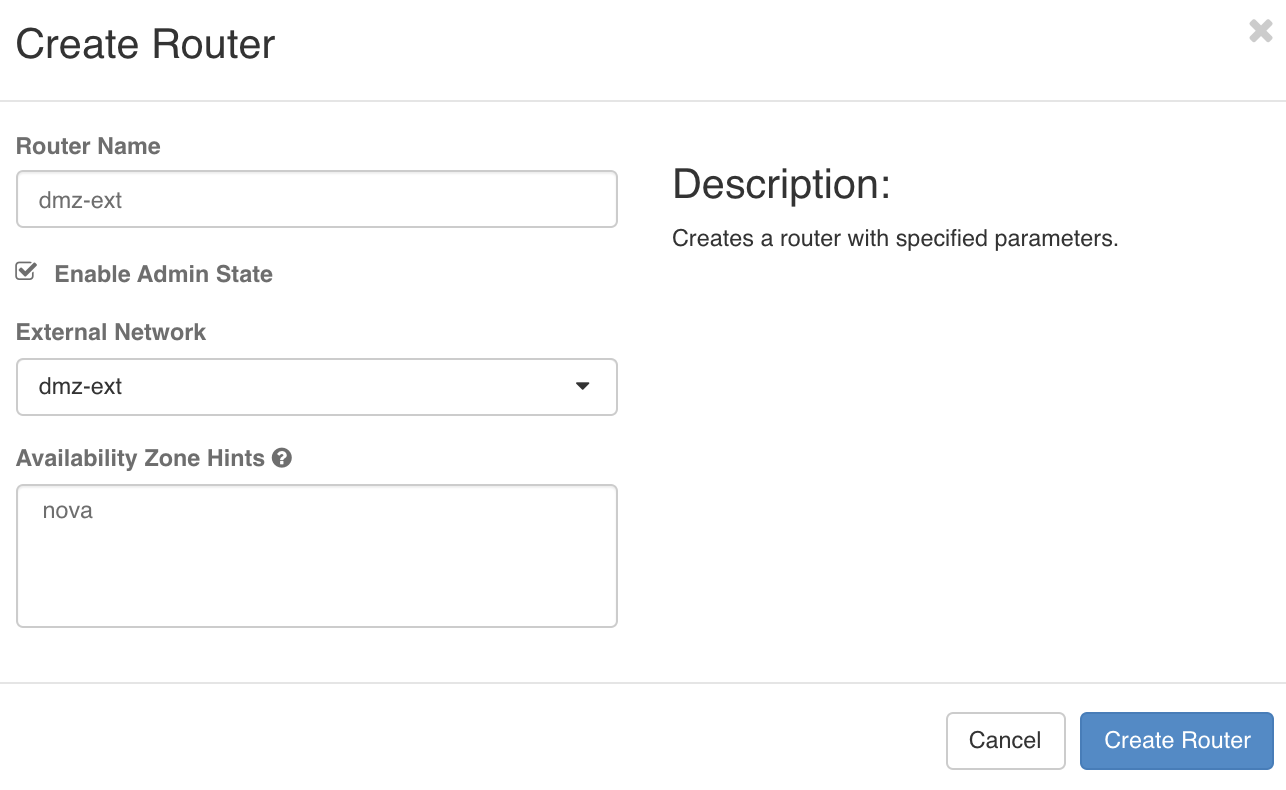 Create Router
Router Name
dmz-ext
Enable Admin State
External Network
dmz-ext
Availability Zone Hints
nova
Description:
Creates a router with specified parameters.
Cancel
Create Router